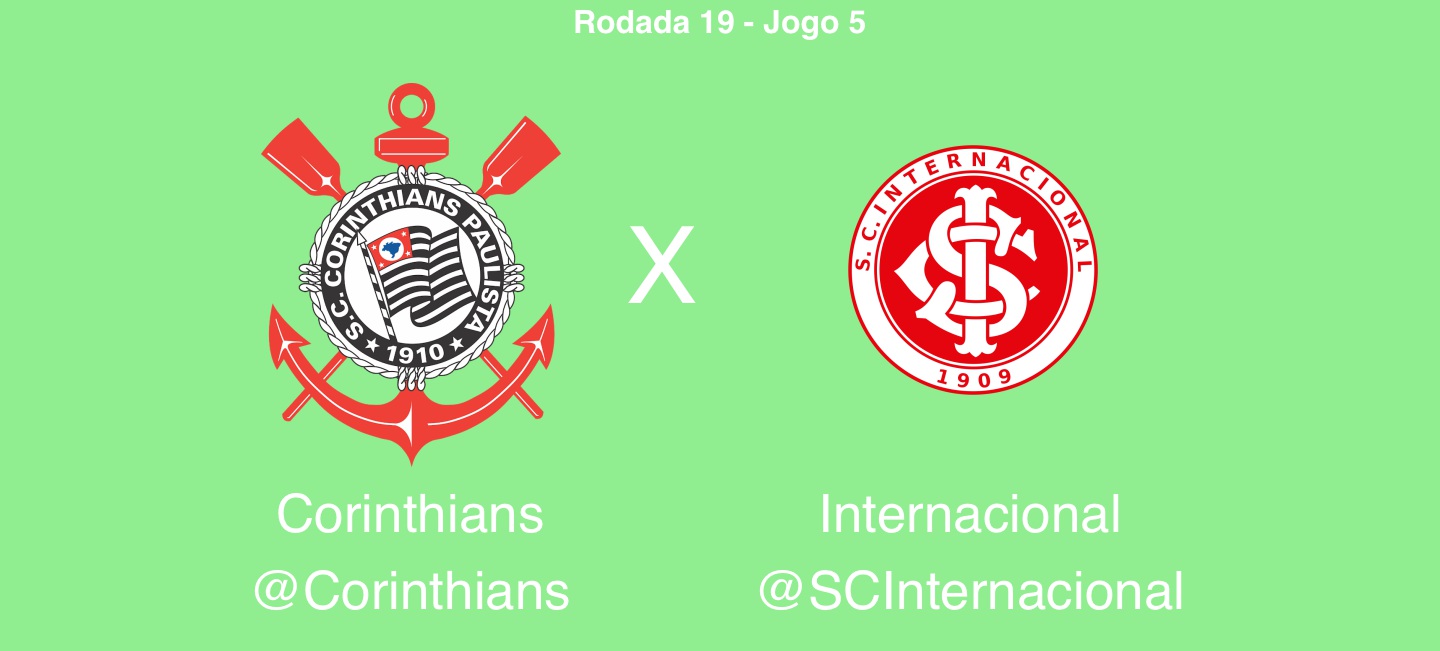 Rodada 19 - Jogo 5
S.C. CORINTHIANS PAULISTA
★ 1910 ★
X
S.C. INTERNACIONAL
1909
Corinthians
Internacional
@Corinthians
@SCInternacional